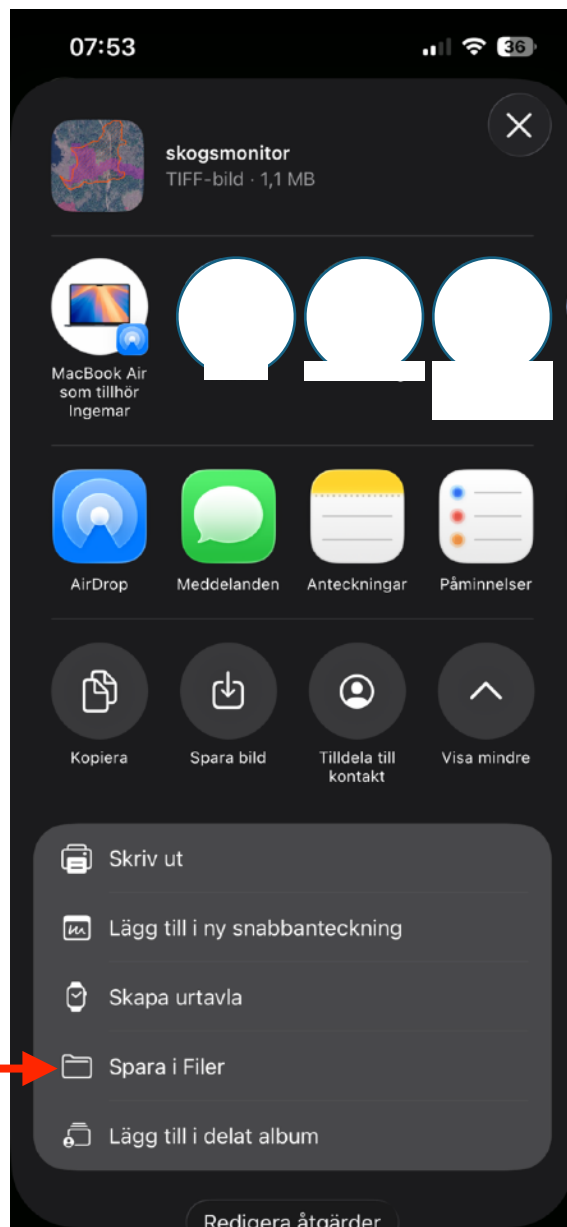 07:53
36
skogsmonitor
TIFF-bild · 1,1 MB
MacBook Air
som tillhör
Ingemar
AirDrop
Meddelanden
Anteckningar
Påminnelser
Kopiera
Spara bild
Tilldela till
kontakt
Visa mindre
Skriv ut
Lägg till i ny snabbanteckning
Skapa urtavla
Spara i Filer
Lägg till i delat album
Redigera åtgärder